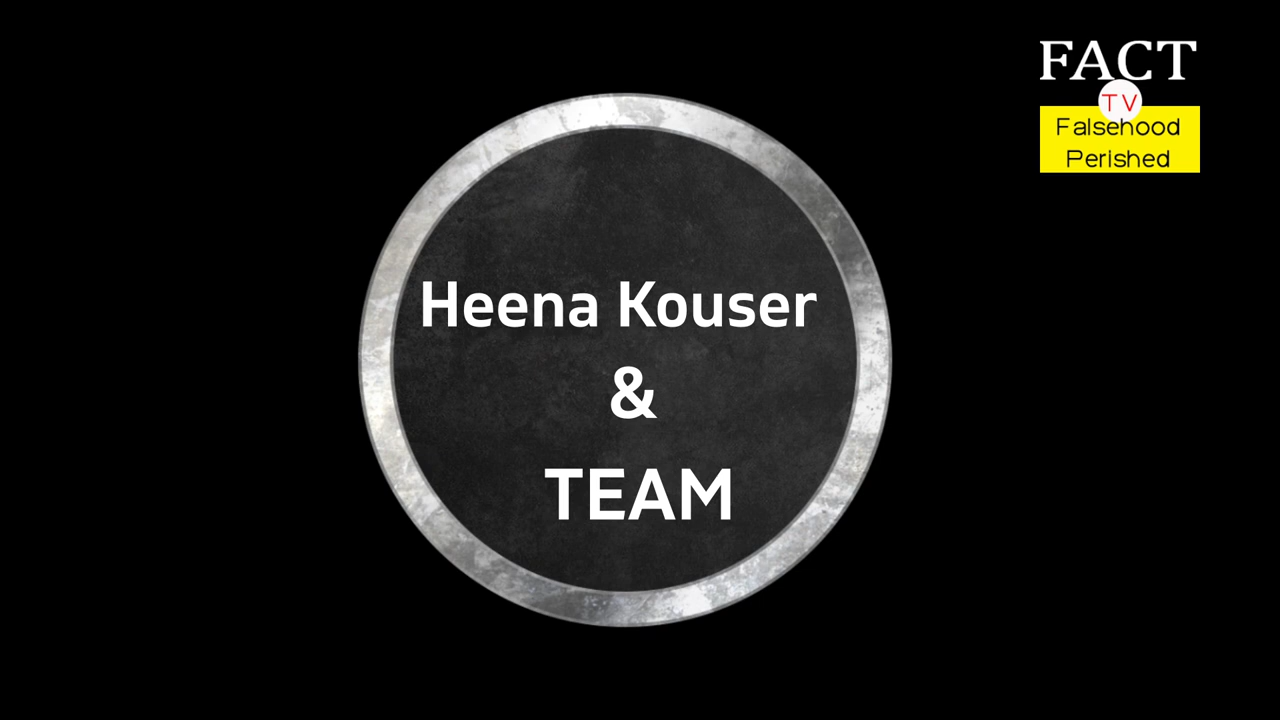 FACT
TV
Falsehood
Perished
Heena Kouser
&
TEAM